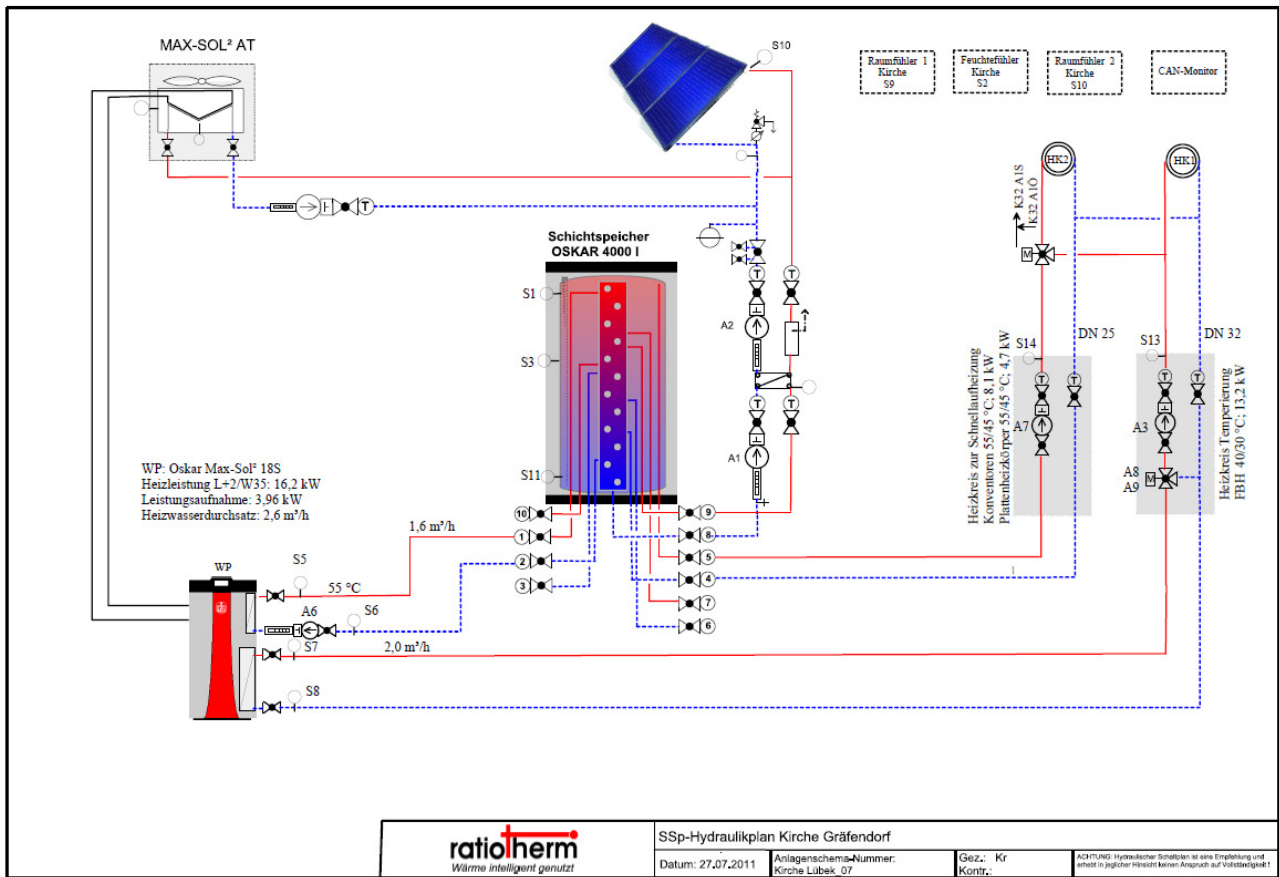 MAX-SOL² AT
S10
Raumfühler 1
Kirche
S9
Feuchtefühler
Kirche
S2
Raumfühler 2
Kirche
S10
CAN-Monitor
HK2
HK1
K32 A1S
K32 A1Ö
M
T
Schichtspeicher
OSKAR 4000 l
S1
S3
S11
T
T
A2
T
T
A1
S14
DN 25
S13
DN 32
T
T
T
T
A7
A3
A8
A9
M
Heizkreis zur Schnellaufheizung
Konventoren 55/45 °C; 8,1 kW
Plattenheizkörper 55/45 °C; 4,7 kW
Heizkreis Temperierung
FBH 40/30 °C; 13,2 kW
WP: Oskar Max-Sol² 18S
Heizleistung L+2/W35: 16,2 kW
Leistungsaufnahme: 3,96 kW
Heizwasserdurchsatz: 2,6 m³/h
10
1
2
3
9
8
5
4
7
6
1,6 m³/h
WP
S5
55 °C
A6
S6
S7
2,0 m³/h
S8
ratiotherm
Wärme intelligent genutzt
SSp-Hydraulikplan Kirche Gräfendorf
Datum: 27.07.2011
Anlagenschema-Nummer:
Kirche Lübek_07
Gez.: Kr
Kontr.:
ACHTUNG: Hydraulischer Schaltplan ist eine Empfehlung und
erhebt in jeglicher Hinsicht keinen Anspruch auf Vollständigkeit !